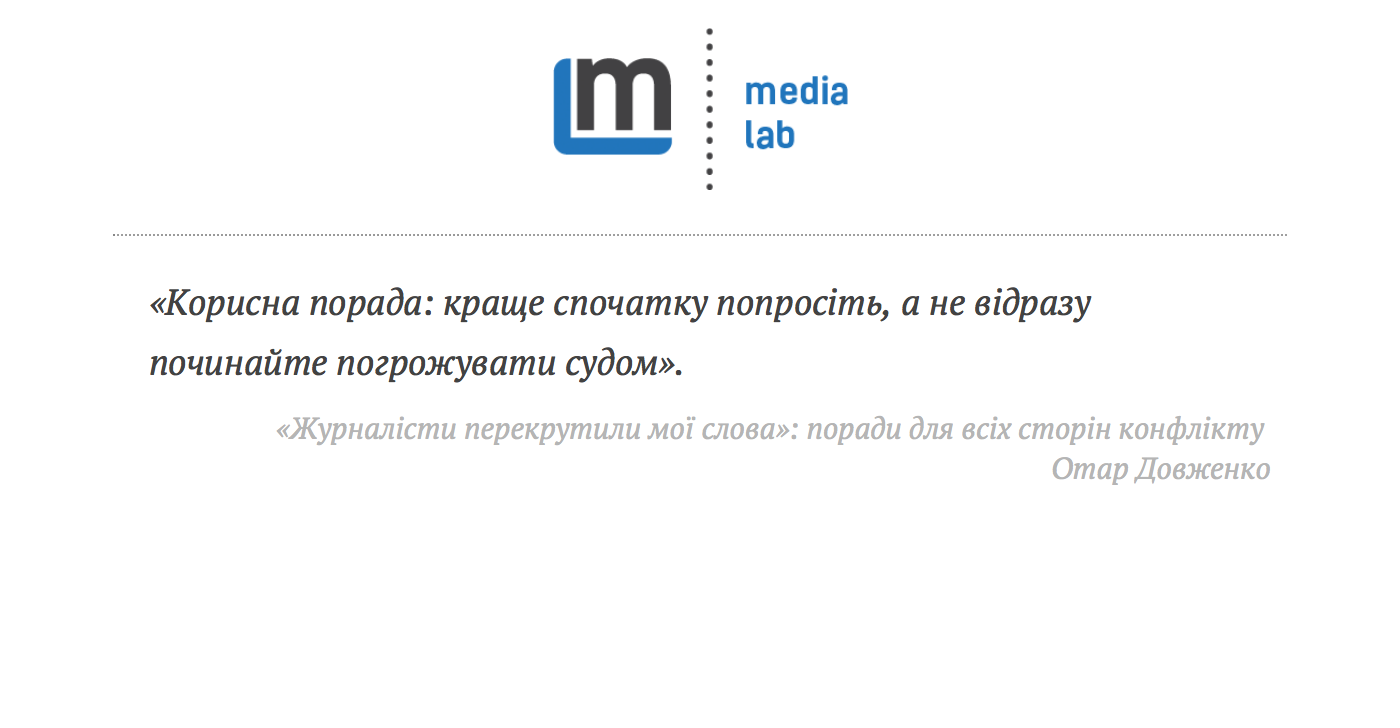 m
media
lab
«Корисна порада: краще спочатку попросіть, а не відразу
починайте погрожувати судом».
«Журналісти перекрутили мої слова»: поради для всіх сторін конфлікту
Отар Довженко